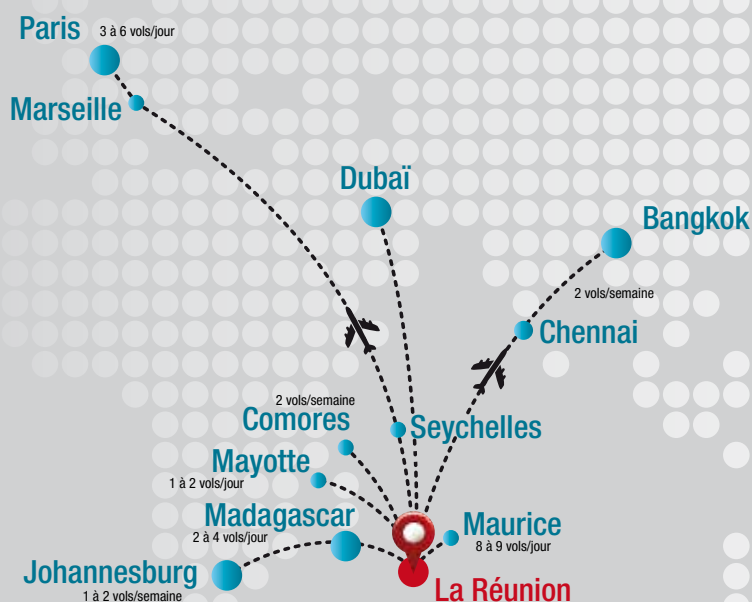 Paris
3 à 6 vols/jour
Marseille
Dubaï
Bangkok
2 vols/semaine
Chennai
2 vols/semaine
Comores
Seychelles
Mayotte
1 à 2 vols/jour
Madagascar
2 à 4 vols/jour
Maurice
8 à 9 vols/jour
Johannesburg
1 à 2 vols/semaine
La Réunion